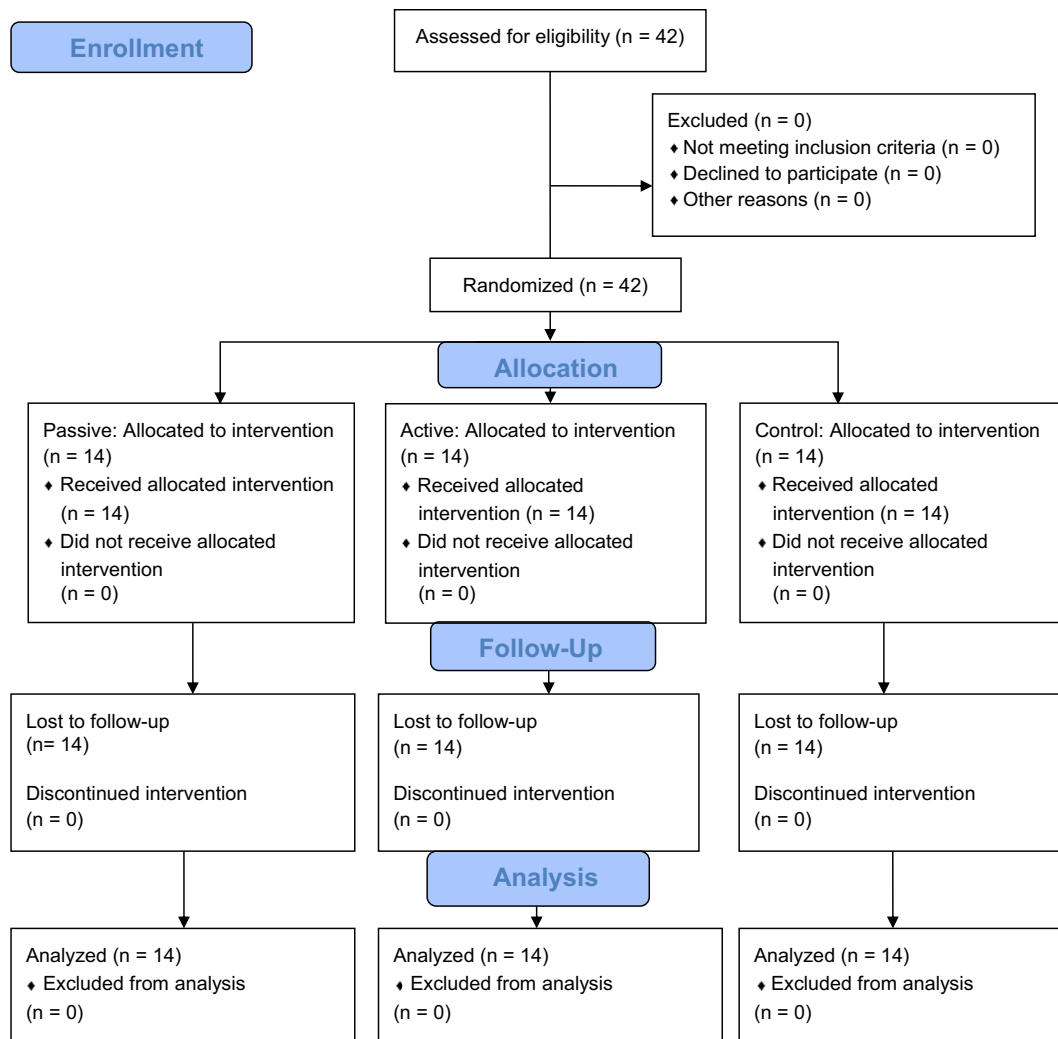 Enrollment
Assessed for eligibility (n = 42)
Excluded (n = 0)
♦ Not meeting inclusion criteria (n = 0)
♦ Declined to participate (n = 0)
♦ Other reasons (n = 0)
Randomized (n = 42)
Allocation
Passive: Allocated to intervention
(n = 14)
♦ Received allocated intervention
(n = 14)
♦ Did not receive allocated
intervention
(n = 0)
Active: Allocated to intervention
(n = 14)
♦ Received allocated
intervention (n = 14)
♦ Did not receive allocated
intervention
(n = 0)
Control: Allocated to intervention
(n = 14)
♦ Received allocated
intervention (n = 14)
♦ Did not receive allocated
intervention
(n = 0)
Follow-Up
Lost to follow-up
(n= 14)
Discontinued intervention
(n = 0)
Lost to follow-up
(n = 14)
Discontinued intervention
(n = 0)
Lost to follow-up
(n = 14)
Discontinued intervention
(n = 0)
Analysis
Analyzed (n = 14)
♦ Excluded from analysis
(n = 0)
Analyzed (n = 14)
♦ Excluded from analysis
(n = 0)
Analyzed (n = 14)
♦ Excluded from analysis
(n = 0)